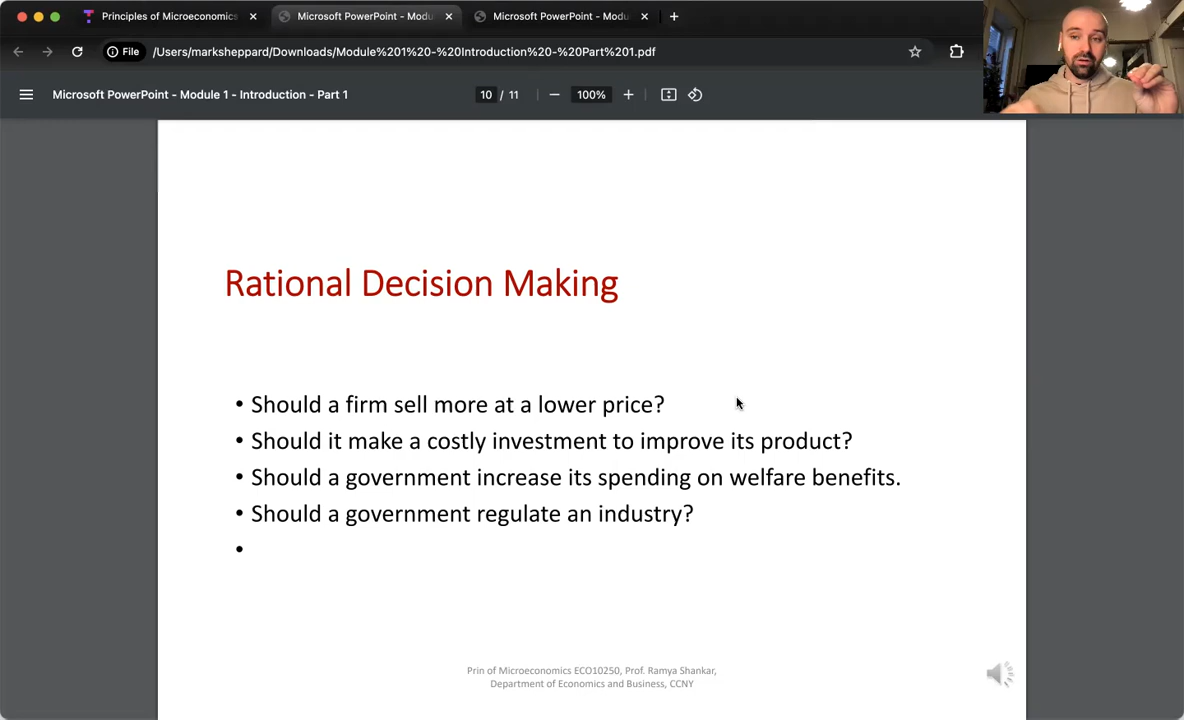 Principles of Microeconomics
Microsoft PowerPoint - Modu
Microsoft PowerPoint - Modu
File
/Users/marksheppard/Downloads/Module%201%20-%20Introduction%20-%20Part%201.pdf
Microsoft PowerPoint - Module 1 - Introduction - Part 1
10 / 11
100%
Rational Decision Making
• Should a firm sell more at a lower price?
• Should it make a costly investment to improve its product?
• Should a government increase its spending on welfare benefits.
• Should a government regulate an industry?
•
Prin of Microeconomics ECO10250, Prof. Ramya Shankar,
Department of Economics and Business, CCNY